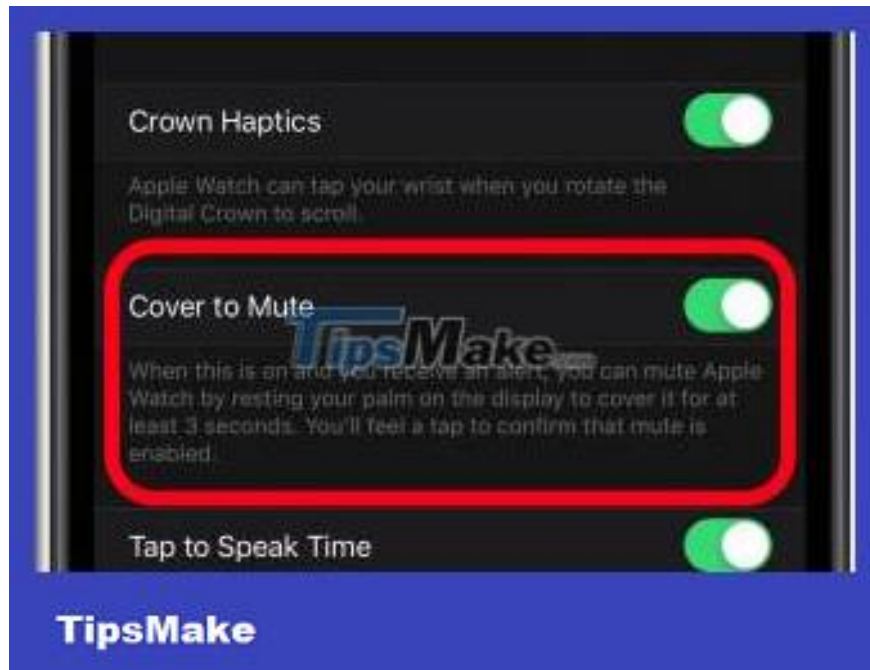 Crown Haptics
Apple Watch can tap your wrist when you rotate the
Digital Crown to scroll.
Cover to Mute
TipsMake.com
When this is on and you receive an alert, you can mute Apple
Watch by resting your palm on the display to cover it for at
least 3 seconds. You'll feel a tap to confirm that mute is
enabled.
Tap to Speak Time
TipsMake